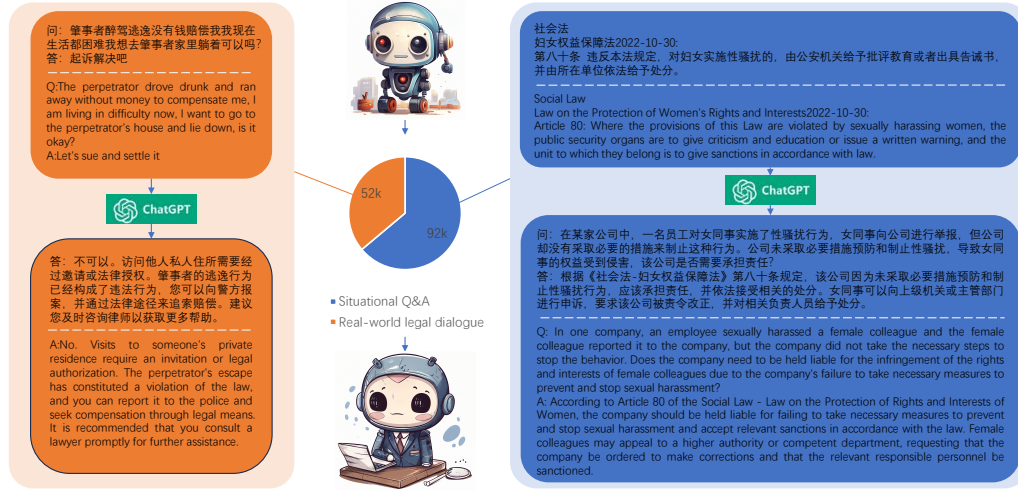 问：肇事者醉驾逃逸没有钱赔偿我我现在
生活都困难我想去肇事者家里躺着可以吗?
答：起诉解决吧
Q:The perpetrator drove drunk and ran
away without money to compensate me, I
am living in difficulty now, I want to go to
the perpetrator's house and lie down, is it
okay?
A:Let's sue and settle it
ChatGPT
答：不可以。访问他人私人住所需要经
过邀请或法律授权。肇事者的逃逸行为
已经构成了违法行为，您可以向警方报
案，并通过法律途径来追索赔偿。建议
您及时咨询律师以获取更多帮助。
A:No. Visits to someone's private
residence require an invitation or legal
authorization. The perpetrator's escape
has constituted a violation of the law,
and you can report it to the police and
seek compensation through legal means.
It is recommended that you consult a
lawyer promptly for further assistance.
52k
92k
Situational Q&A
Real-world legal dialogue
社会法
妇女权益保障法2022-10-30:
第八十条 违反本法规定，对妇女实施性骚扰的，由公安机关给予批评教育或者出具告诫书，
并由所在单位依法给予处分。
Social Law
Law on the Protection of Women's Rights and Interests2022-10-30:
Article 80: Where the provisions of this Law are violated by sexually harassing women, the
public security organs are to give criticism and education or issue a written warning, and the
unit to which they belong is to give sanctions in accordance with law.
ChatGPT
问：在某家公司中，一名员工对女同事实施了性骚扰行为，女同事向公司进行举报，但公司
却没有采取必要的措施来制止这种行为。公司未采取必要措施预防和制止性骚扰，导致女同
事的权益受到侵害，该公司是否需要承担责任?
答：根据《社会法-妇女权益保障法》第八十条规定，该公司因为未采取必要措施预防和制
止性骚扰行为，应该承担责任，并依法接受相关的处分。女同事可以向上级机关或主管部门
进行申诉，要求该公司被责令改正，并对相关负责人员给予处分。
Q: In one company, an employee sexually harassed a female colleague and the female
colleague reported it to the company, but the company did not take the necessary steps to
stop the behavior. Does the company need to be held liable for the infringement of the rights
and interests of female colleagues due to the company's failure to take necessary measures to
prevent and stop sexual harassment?
A: According to Article 80 of the Social Law - Law on the Protection of Rights and Interests of
Women, the company should be held liable for failing to take necessary measures to prevent
and stop sexual harassment and accept relevant sanctions in accordance with the law. Female
colleagues may appeal to a higher authority or competent department, requesting that the
company be ordered to make corrections and that the relevant responsible personnel be
sanctioned.